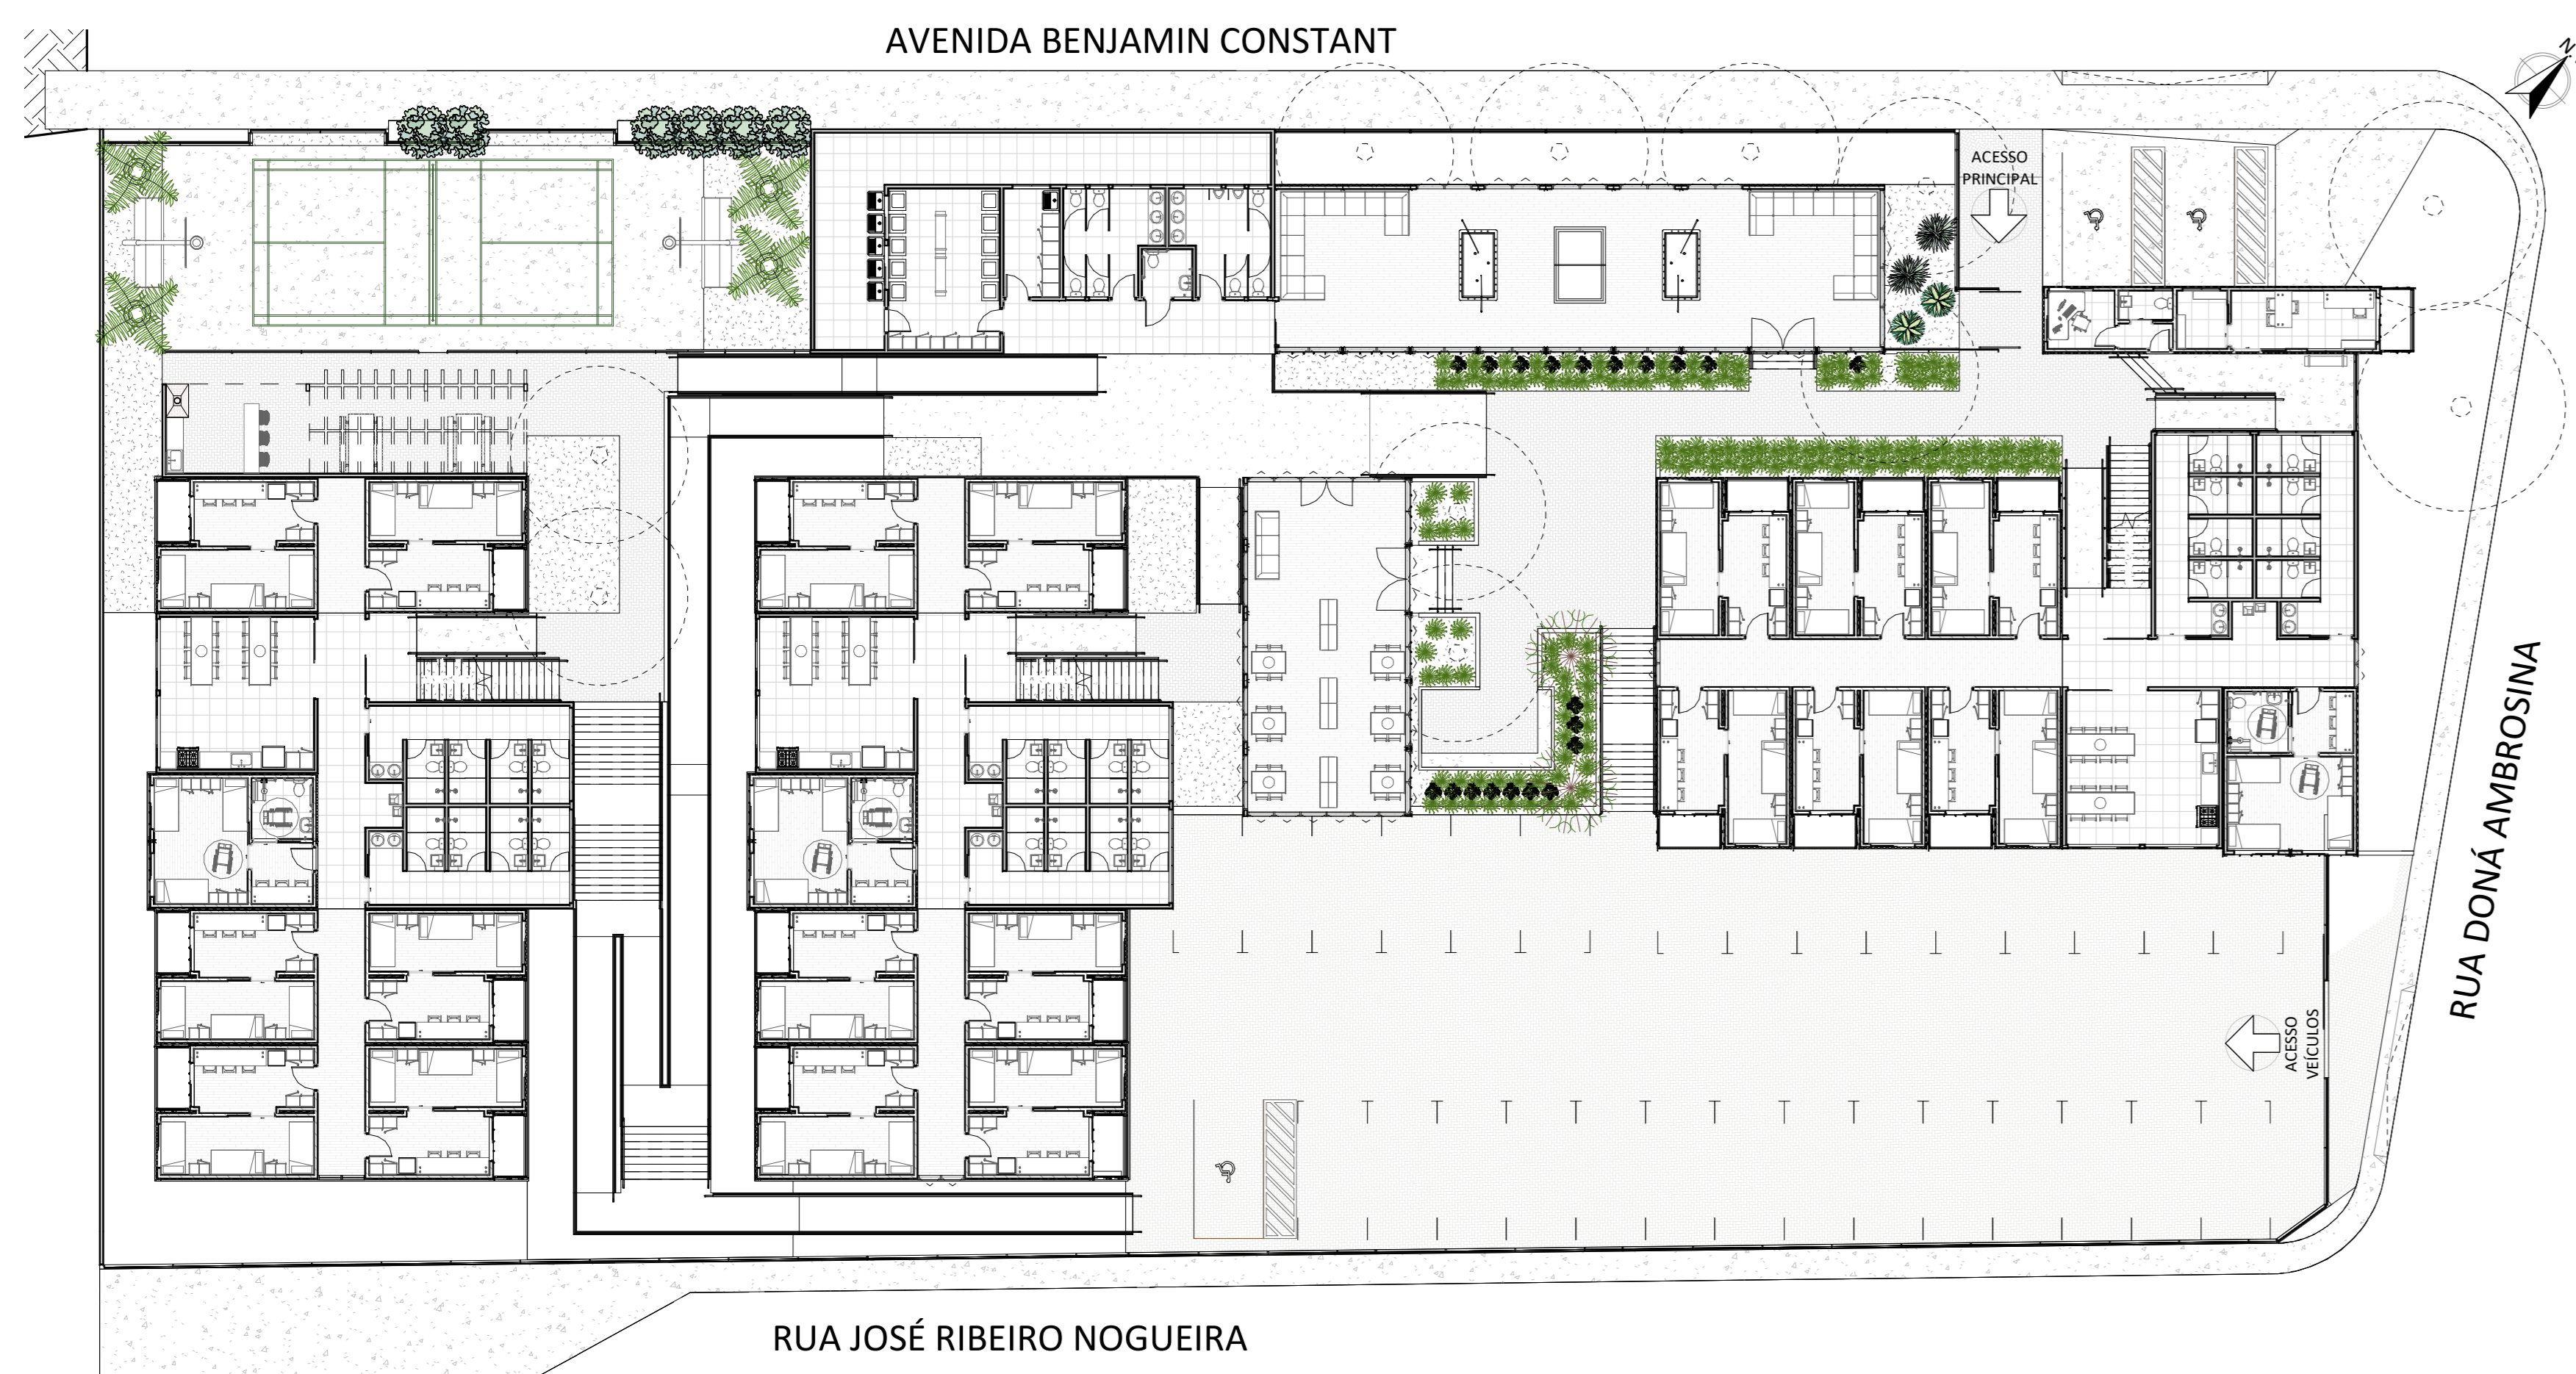 AVENIDA BENJAMIN CONSTANT
N
ACESSO
PRINCIPAL
RUA DONÁ AMBROSINA
ACESSO
VEÍCULOS
RUA JOSÉ RIBEIRO NOGUEIRA